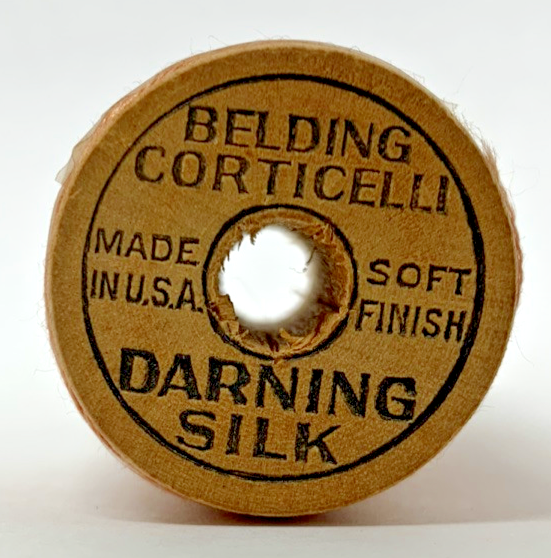 BELDING
CORTICELLI
MADE
IN U.S.A.
SOFT
FINISH
DARNING
SILK